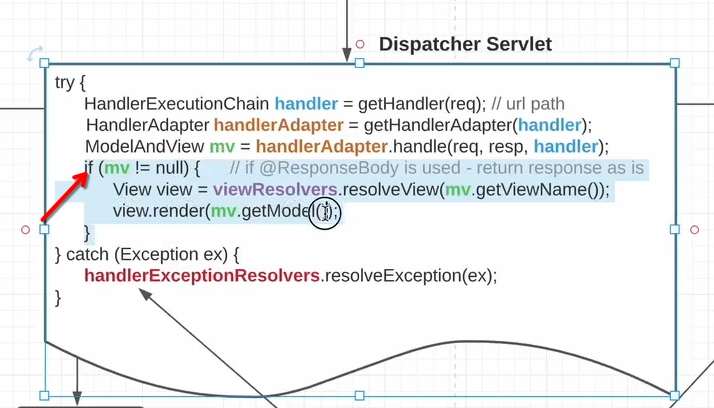 Dispatcher Servlet
try {
HandlerExecutionChain handler = getHandler(req); // url path
HandlerAdapter handlerAdapter = getHandlerAdapter(handler);
ModelAndView mv = handlerAdapter.handle(req, resp, handler);
if (mv != null) { // if @ResponseBody is used - return response as is
View view = viewResolvers.resolveView(mv.getViewName());
view.render(mv.getModel());
}
} catch (Exception ex) {
handlerExceptionResolvers.resolveException(ex);
}